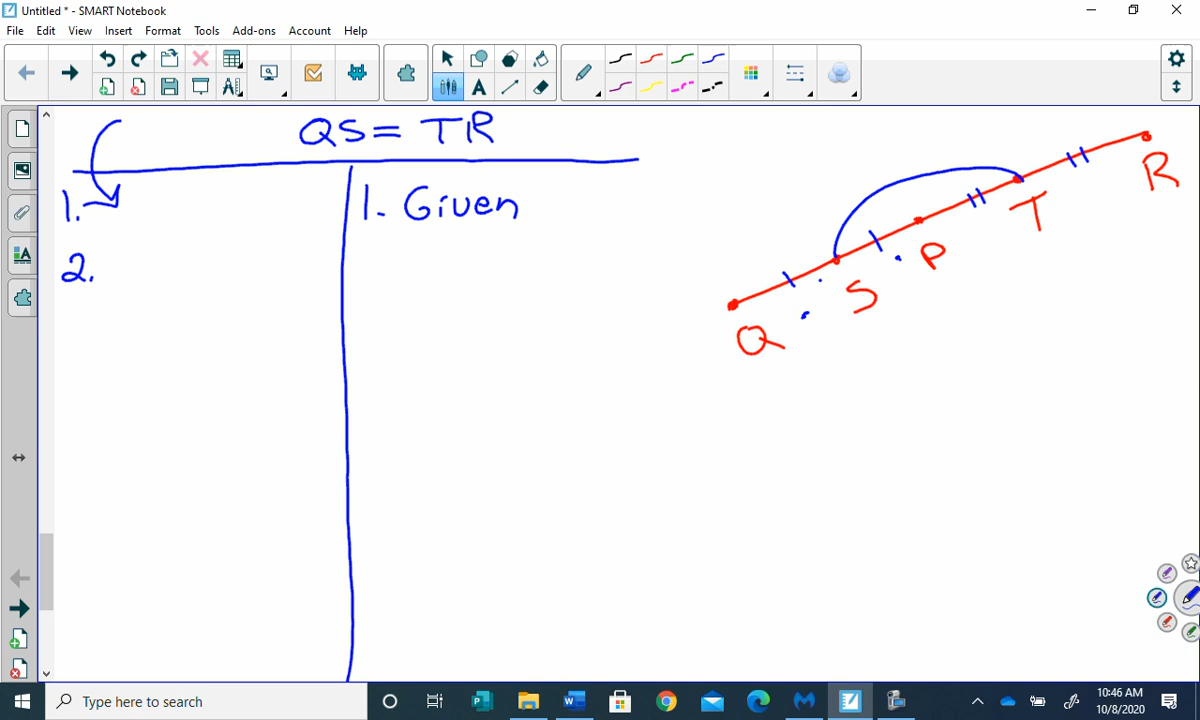 Untitled * - SMART Notebook
File Edit View Insert Format Tools Add-ons Account Help
QS = TR
1. 1. Given
2.
R
T
P
S
Q
Type here to search
10:46 AM
10/8/2020